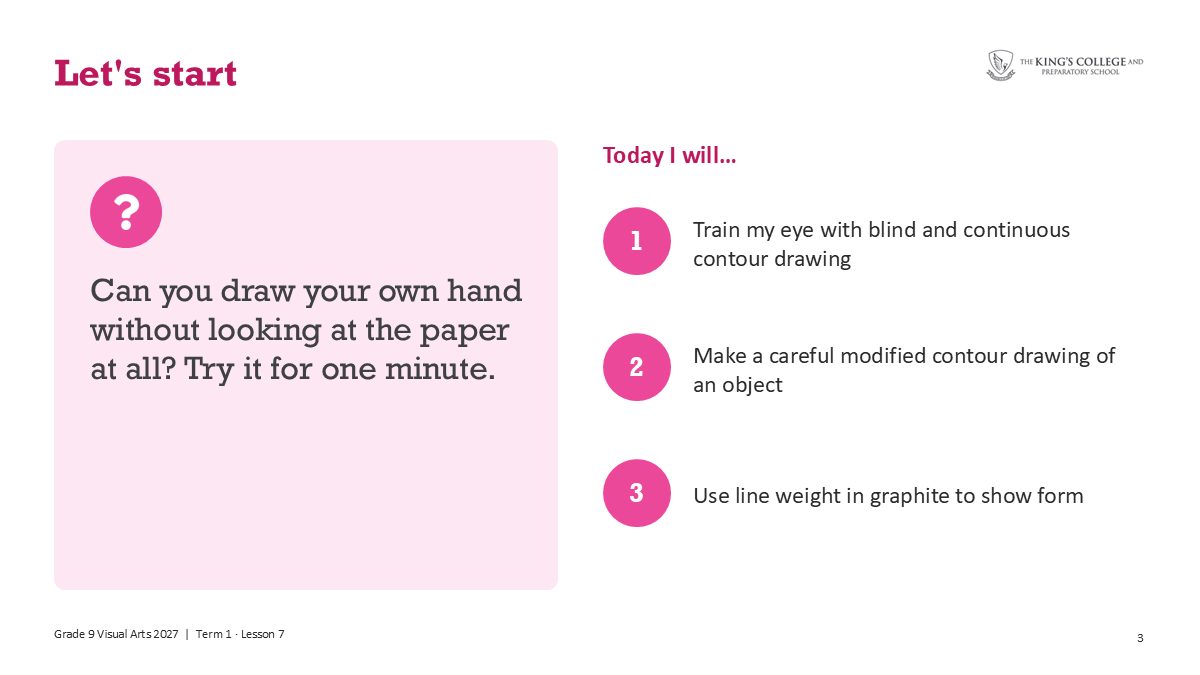 Let's start
THE KING'S COLLEGE AND
PREPARATORY SCHOOL
?
Can you draw your own hand
without looking at the paper
at all? Try it for one minute.
Today I will...
1
Train my eye with blind and continuous
contour drawing
2
Make a careful modified contour drawing of
an object
3
Use line weight in graphite to show form
Grade 9 Visual Arts 2027 | Term 1 · Lesson 7
3